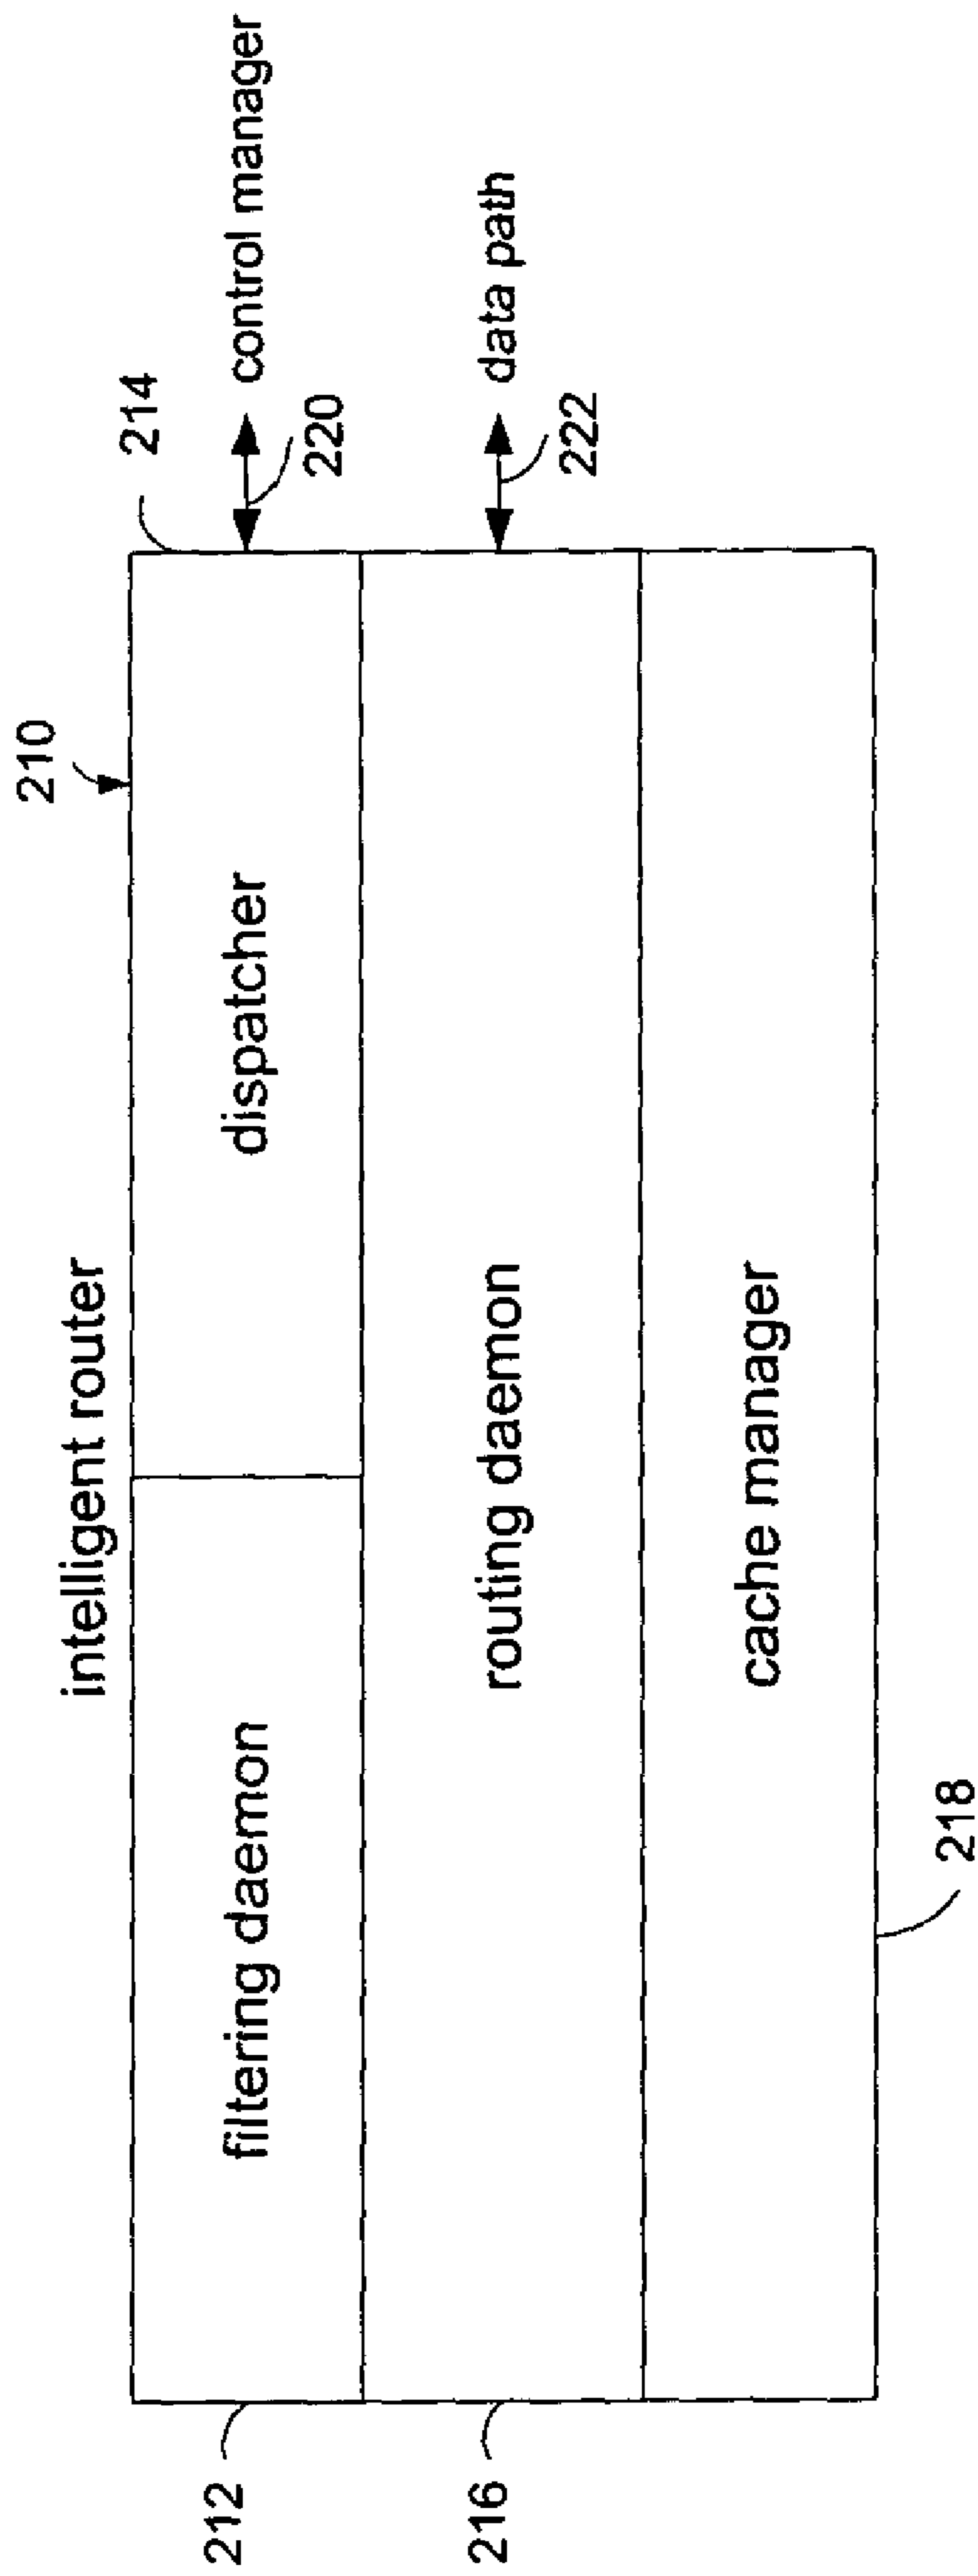 intelligent router
210
214
filtering daemon
dispatcher
control manager
220
212
routing daemon
data path
222
216
cache manager
218